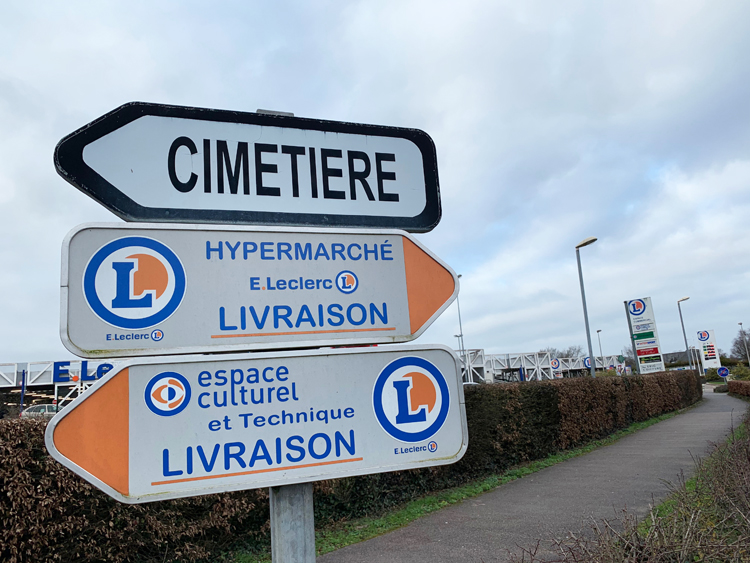 CIMETIERE
HYPERMARCHÉ
E.Leclerc L
LIVRAISON
L
E.Leclerc L
espace
culturel
et Technique
LIVRAISON
L
E.Leclerc L
E.L